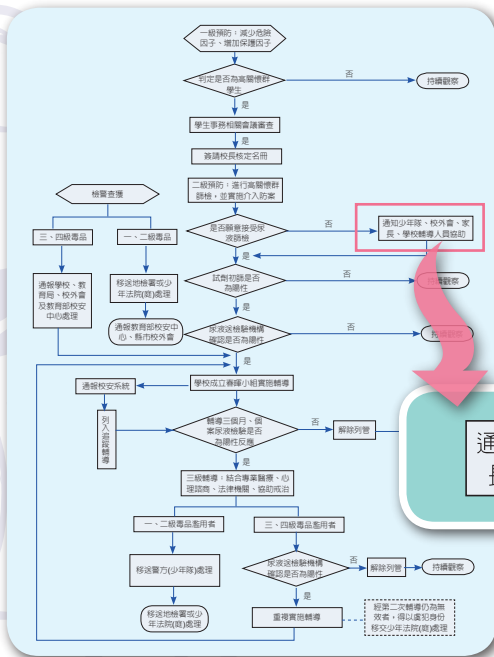 一級預防：減少危險
因子、增加保護因子
判定是否為高關懷群
學生
否
持續觀察
是
學生事務相關會議審查
是
簽請校長核定名冊
二級預防：進行高關懷群
篩檢，並實施介入防案
是否願意接受尿
液篩檢
否
通知少年隊、校外會、家
長、學校輔導人員協助
是
試劑初篩是否
為陽性
否
持續觀察
是
尿液送檢驗機構
確認是否為陽性
否
持續觀察
是
檢警查獲
三、四級毒品
一、二級毒品
通報學校、教
育局、校外會
及教育部校安
中心處理
移送地檢署或少
年法院(庭)處理
通報教育部校安中
心、縣市校外會
學校成立春暉小組實施輔導
通報校安系統
列入追蹤輔導
輔導三個月、個
案尿液檢驗是否
為陽性反應
否
解除列管
是
三級輔導：結合專業醫療、心
理諮商、法律機關、協助戒治
一、二級毒品濫用者
三、四級毒品濫用者
移送警方(少年隊)處理
移送地檢署或少
年法院(庭)處理
尿液送檢驗機構
確認是否為陽性
否
解除列管
持續觀察
是
重複實施輔導
經第二次輔導仍為無
效者，得以虞犯身份
移交少年法院(庭)處理
通
長